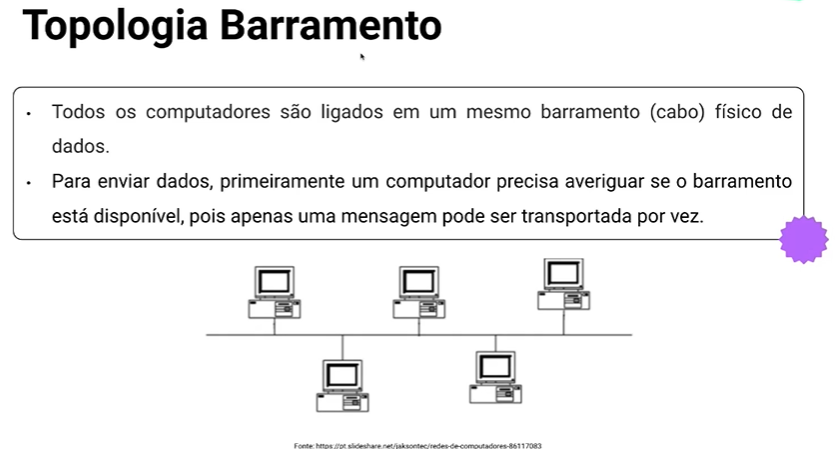 Topologia Barramento
• Todos os computadores são ligados em um mesmo barramento (cabo) físico de
dados.
• Para enviar dados, primeiramente um computador precisa averiguar se o barramento
está disponível, pois apenas uma mensagem pode ser transportada por vez.
Fonte: https://pt.slideshare.net/jaksontec/redes-de-computadores-86117083